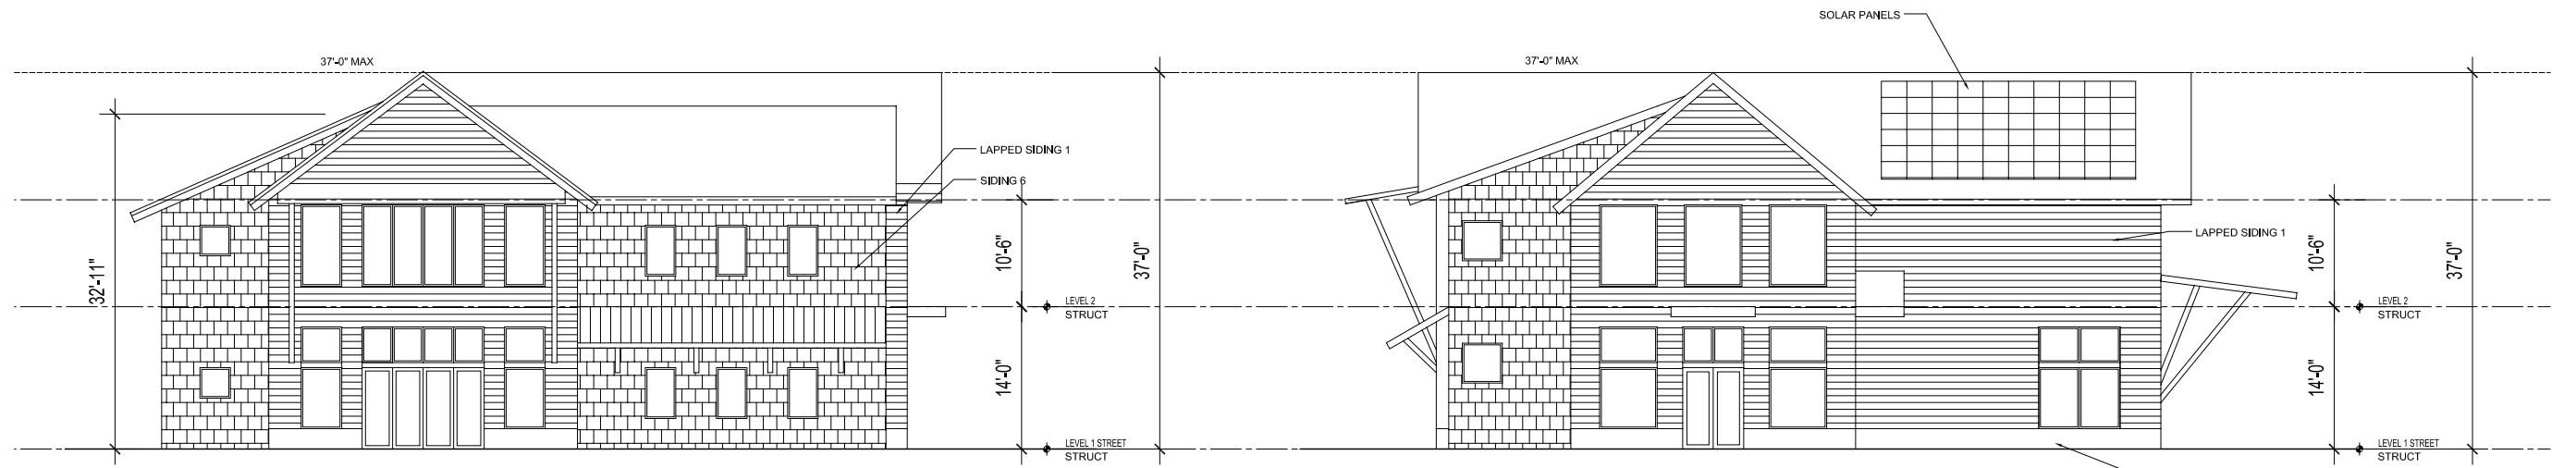 SOLAR PANELS
37'-0" MAX
37'-0" MAX
LAPPED SIDING 1
SIDING 6
LAPPED SIDING 1
32'-11"
10'-6"
37'-0"
10'-6"
37'-0"
LEVEL 2
STRUCT
LEVEL 2
STRUCT
14'-0"
14'-0"
LEVEL 1 STREET
STRUCT
LEVEL 1 STREET
STRUCT